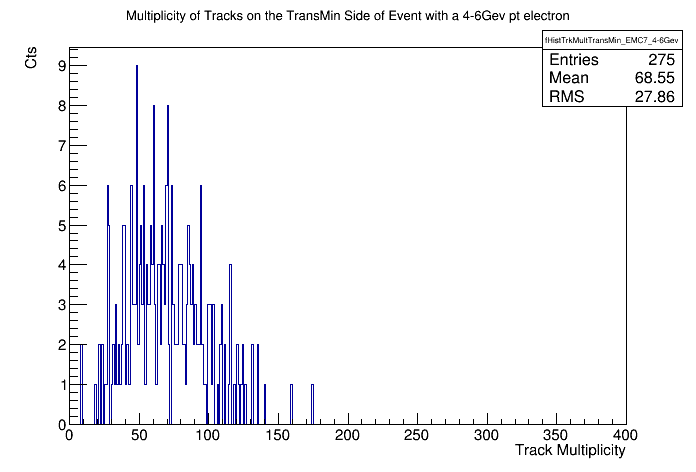 Multiplicity of Tracks on the TransMin Side of Event with a 4-6Gev pt electron
Cts
fHistTrkMultTransMin_EMC7_4-6Gev
Entries 275
Mean 68.55
RMS 27.86
9
8
7
6
5
4
3
2
1
0
0 50 100 150 200 250 300 350 400
Track Multiplicity